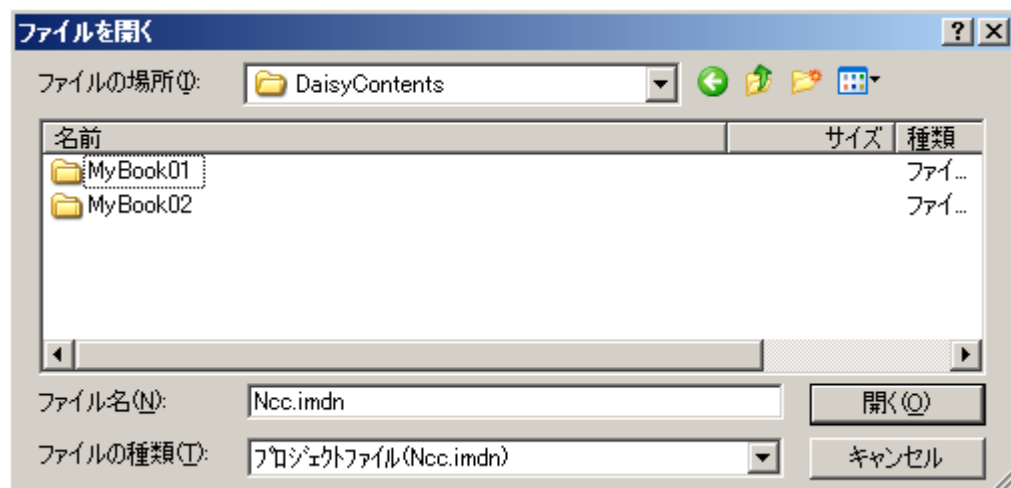 ファイルを開く
ファイルの場所(I):
DaisyContents
名前 サイズ 種類
MyBook01 ファイ...
MyBook02 ファイ...
ファイル名(N): Ncc.imdn 開く(O)
ファイルの種類(T): プロジェクトファイル(Ncc.imdn) キャンセル